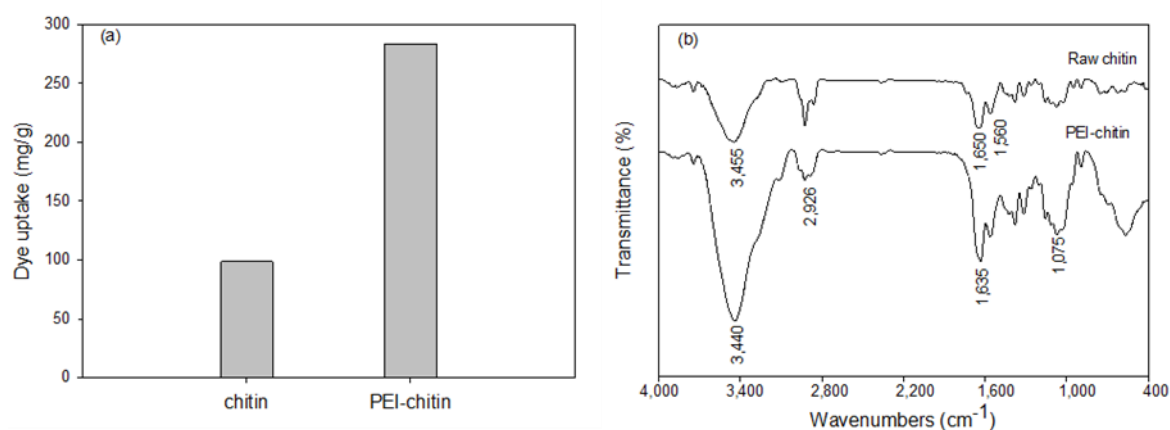 (a)
Dye uptake (mg/g)
300
250
200
150
100
50
0
chitin
PEI-chitin
(b)
Transmittance (%)
Raw chitin
PEI-chitin
3,455
2,926
1,650
1,560
3,440
1,635
1,075
4,000
3,400
2,800
2,200
1,600
1,000
400
Wavenumbers (cm⁻¹)